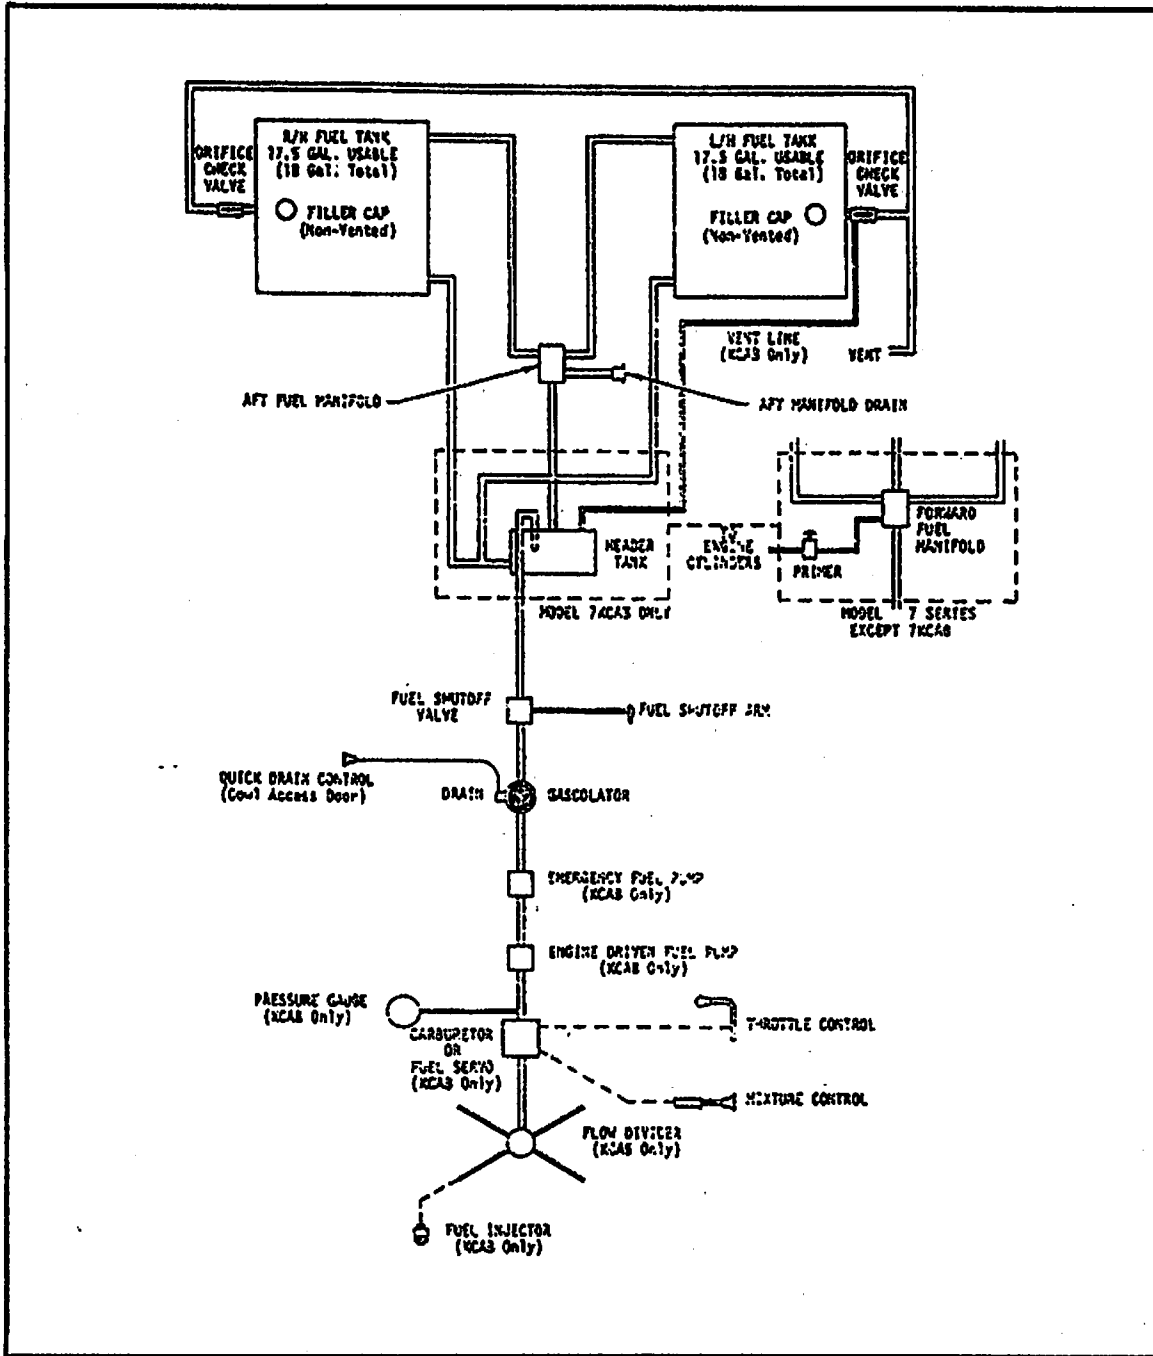 R/H FUEL TANK
17.5 GAL. USABLE
(18 Gal. Total)
ORIFICE
CHECK
VALVE
FILLER CAP
(Non-Vented)
L/H FUEL TANK
17.5 GAL. USABLE
(18 Gal. Total)
ORIFICE
CHECK
VALVE
FILLER CAP
(Non-Vented)
VENT LINE
(KCAB Only)
VENT
AFT FUEL MANIFOLD
AFT MANIFOLD DRAIN
HEADER
TANK
MODEL 7KCAB ONLY
TO
ENGINE
CYLINDERS
PRIMER
FORWARD
FUEL
MANIFOLD
MODEL 7 SERIES
EXCEPT 7KCAB
FUEL SHUTOFF
VALVE
FUEL SHUTOFF ARM
QUICK DRAIN CONTROL
(Cowl Access Door)
DRAIN
GASCOLATOR
EMERGENCY FUEL PUMP
(KCAB Only)
ENGINE DRIVEN FUEL PUMP
(KCAB Only)
PRESSURE GAUGE
(KCAB Only)
CARBURETOR
OR
FUEL SERVO
(KCAB Only)
THROTTLE CONTROL
MIXTURE CONTROL
FLOW DIVIDER
(KCAB Only)
FUEL INJECTOR
(KCAB Only)